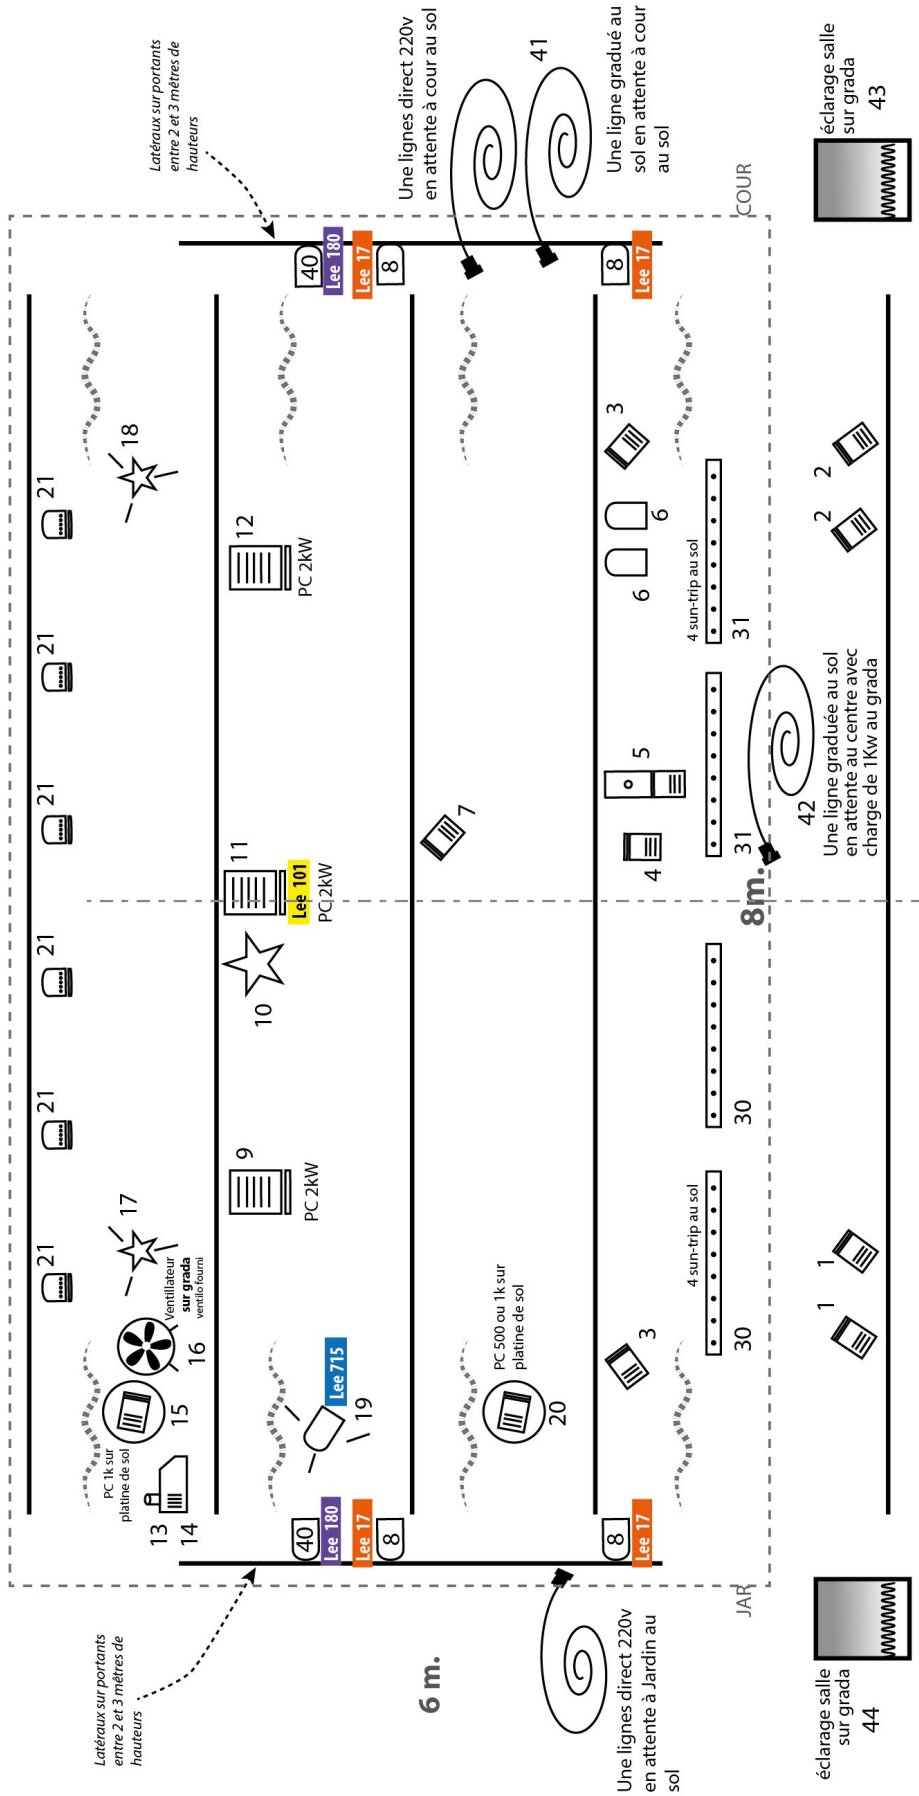 Latéraux sur portants
entre 2 et 3 mêtres de
hauteurs
Latéraux sur portants
entre 2 et 3 mêtres de
hauteurs
21
21
21
21
21
21
PC 1k sur
platine de sol
13
14
15
16
Ventillateur
sur grada
ventilo fourni
17
18
9
PC 2kW
10
11
Lee 101
PC 2kW
12
PC 2kW
40
Lee 180
Lee 17
8
40
Lee 180
Lee 17
8
19
Lee 715
6 m.
7
Une lignes direct 220v
en attente à cour au sol
41
Une ligne gradué au
sol en attente à cour
au sol
PC 500 ou 1k sur
platine de sol
20
8
Lee 17
3
4
5
6
6
3
8
Lee 17
Une lignes direct 220v
en attente à Jardin au
sol
4 sun-trip au sol
30
30
31
4 sun-trip au sol
31
JAR
8m.
COUR
42
Une ligne graduée au sol
en attente au centre avec
charge de 1Kw au grada
1
1
2
2
éclarage salle
sur grada
44
éclarage salle
sur grada
43